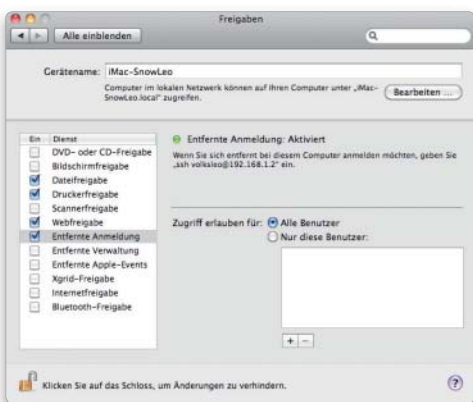 Freigaben
Alle einblenden
Gerätename: iMac-SnowLeo
Computer im lokalen Netzwerk können auf Ihren Computer unter „iMac-
SnowLeo.local“ zugreifen.
Bearbeiten ...
Ein Dienst
DVD- oder CD-Freigabe
Bildschirmfreigabe
Dateifreigabe
Druckerfreigabe
Scannerfreigabe
Webfreigabe
Entfernte Anmeldung
Entfernte Verwaltung
Entfernte Apple-Events
Xgrid-Freigabe
Internetfreigabe
Bluetooth-Freigabe
Entfernte Anmeldung: Aktiviert
Wenn Sie sich entfernt bei diesem Computer anmelden möchten, geben Sie
„ssh volksleo@192.168.1.2“ ein.
Zugriff erlauben für: Alle Benutzer
Nur diese Benutzer:
+ −
Klicken Sie auf das Schloss, um Änderungen zu verhindern.
?